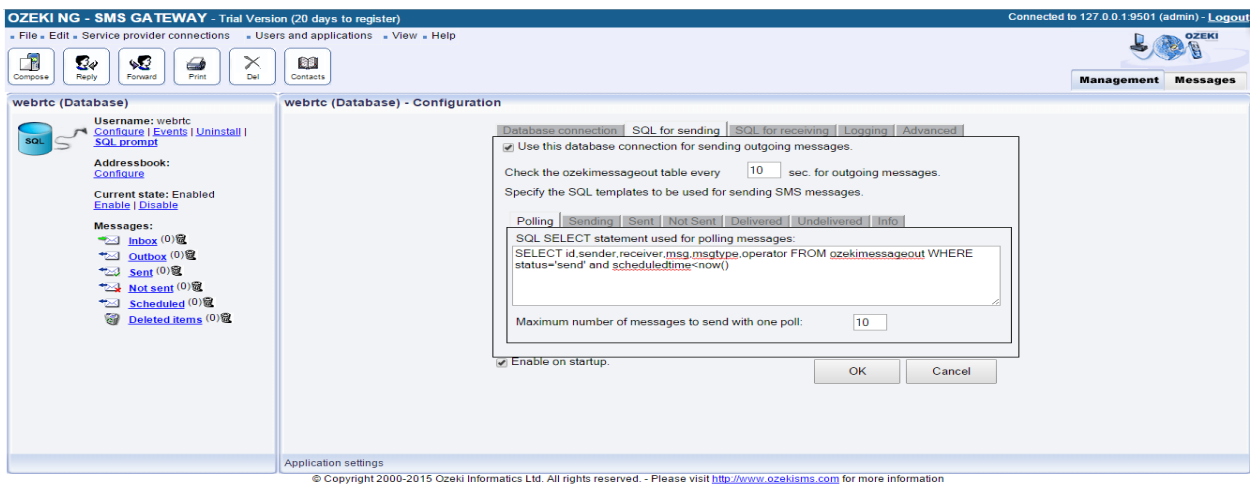 OZEKI NG - SMS GATEWAY - Trial Version (20 days to register)
Connected to 127.0.0.1:9501 (admin) - Logout
File Edit Service provider connections Users and applications View Help
OZEKI
Compose Reply Forward Print Del Contacts
Management Messages
webrtc (Database)
Username: webrtc
Configure | Events | Uninstall |
SQL prompt
SQL
Addressbook:
Configure
Current state: Enabled
Enable | Disable
Messages:
Inbox (0)
Outbox (0)
Sent (0)
Not sent (0)
Scheduled (0)
Deleted items (0)
webrtc (Database) - Configuration
Database connection SQL for sending SQL for receiving Logging Advanced
Use this database connection for sending outgoing messages.
Check the ozekimessageout table every 10 sec. for outgoing messages.
Specify the SQL templates to be used for sending SMS messages.
Polling Sending Sent Not Sent Delivered Undelivered Info
SQL SELECT statement used for polling messages:
SELECT id,sender,receiver,msg,msgtype,operator FROM ozekimessageout WHERE
status='send' and scheduledtime<now()
Maximum number of messages to send with one poll: 10
Enable on startup.
OK Cancel
Application settings
© Copyright 2000-2015 Ozeki Informatics Ltd. All rights reserved. - Please visit http://www.ozekisms.com for more information